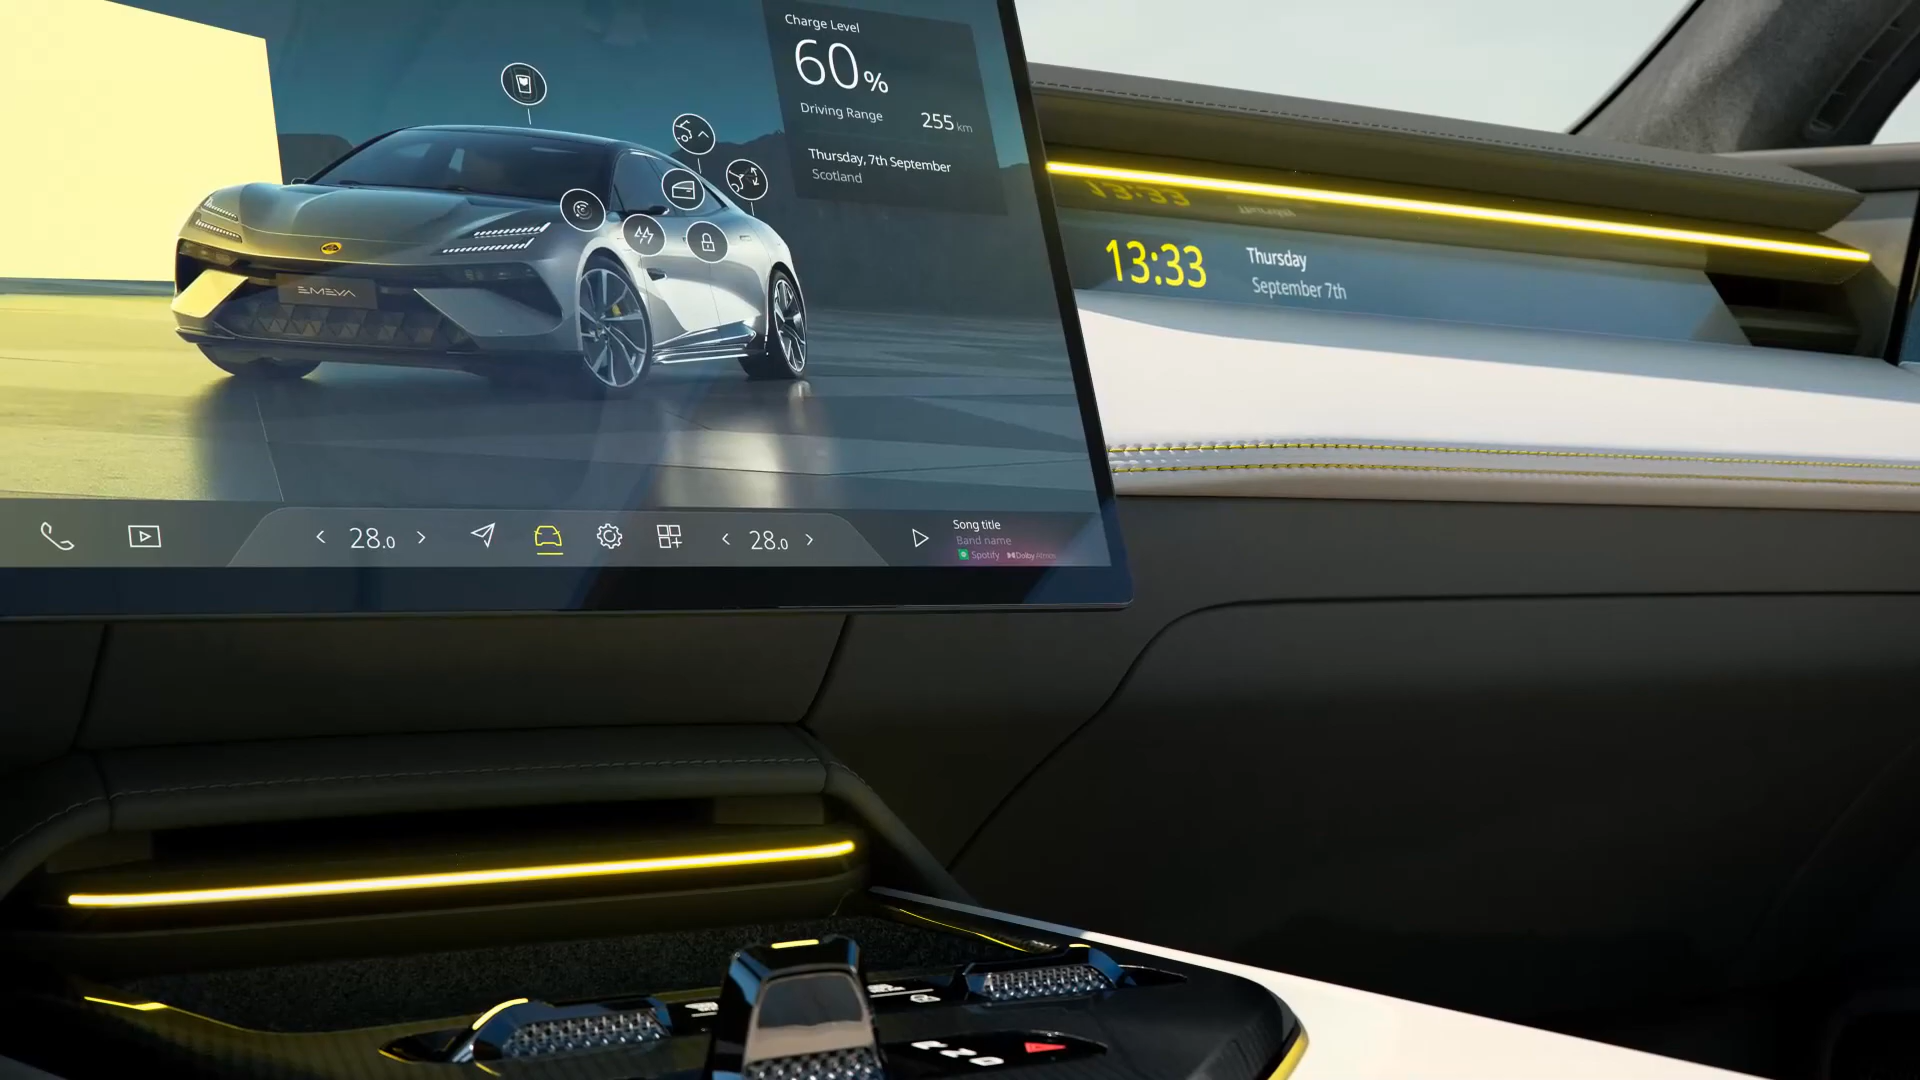 Charge Level
60%
Driving Range 255 km
Thursday, 7th September
Scotland
EMEYA
13:33
Thursday
September 7th
28.0
28.0
Song title
Band name
Spotify Dolby Atmos
R N D